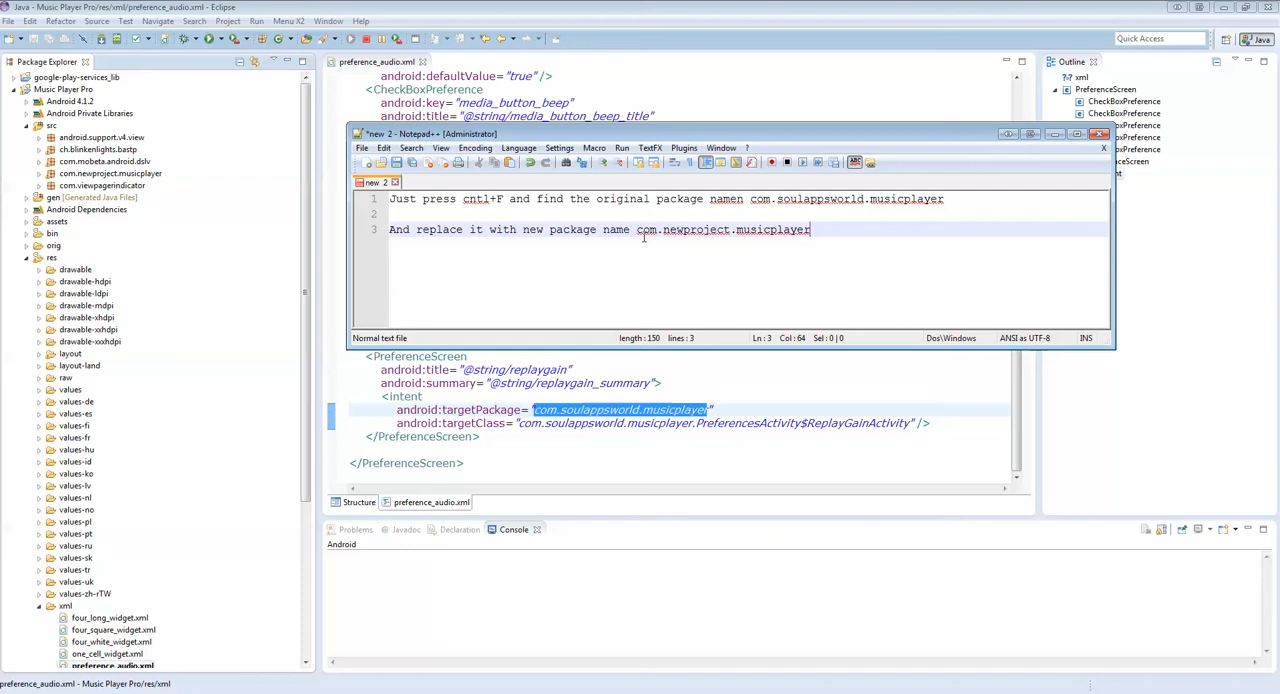 Java - Music Player Pro/res/xml/preference_audio.xml - Eclipse
File Edit Refactor Source Navigate Search Project Run Menu X2 Window Help
Quick Access
Java
Package Explorer
google-play-services_lib
Music Player Pro
Android 4.1.2
Android Private Libraries
src
android.support.v4.view
ch.blinkenlights.bastp
com.mobeta.android.dslv
com.newproject.musicplayer
com.viewpagerindicator
gen [Generated Java Files]
Android Dependencies
assets
bin
orig
res
drawable
drawable-hdpi
drawable-ldpi
drawable-mdpi
drawable-xhdpi
drawable-xxhdpi
drawable-xxxhdpi
layout
layout-land
raw
values
values-de
values-es
values-fi
values-fr
values-hu
values-id
values-ko
values-lv
values-nl
values-no
values-pl
values-pt
values-ru
values-sk
values-tr
values-uk
values-zh-rTW
xml
four_long_widget.xml
four_square_widget.xml
four_white_widget.xml
one_cell_widget.xml
preference_audio.xml
preference_audio.xml
android:defaultValue="true" />
<CheckBoxPreference
android:key="media_button_beep"
android:title="@string/media_button_beep_title"
*new 2 - Notepad++ [Administrator]
File Edit Search View Encoding Language Settings Macro Run TextFX Plugins Window ?
X
new 2
1 Just press cntl+F and find the original package namen com.soulappsworld.musicplayer
2
3 And replace it with new package name com.newproject.musicplayer
Normal text file length : 150 lines : 3 Ln : 3 Col : 64 Sel : 0 | 0 Dos\Windows ANSI as UTF-8 INS
<PreferenceScreen
android:title="@string/replaygain"
android:summary="@string/replaygain_summary">
<intent
android:targetPackage="com.soulappsworld.musicplayer"
android:targetClass="com.soulappsworld.musicplayer.PreferencesActivity$ReplayGainActivity" />
</PreferenceScreen>
</PreferenceScreen>
Structure preference_audio.xml
Problems Javadoc Declaration Console
Android
Outline
xml
PreferenceScreen
CheckBoxPreference
CheckBoxPreference
xPreference
xPreference
xPreference
eScreen
nt
preference_audio.xml - Music Player Pro/res/xml